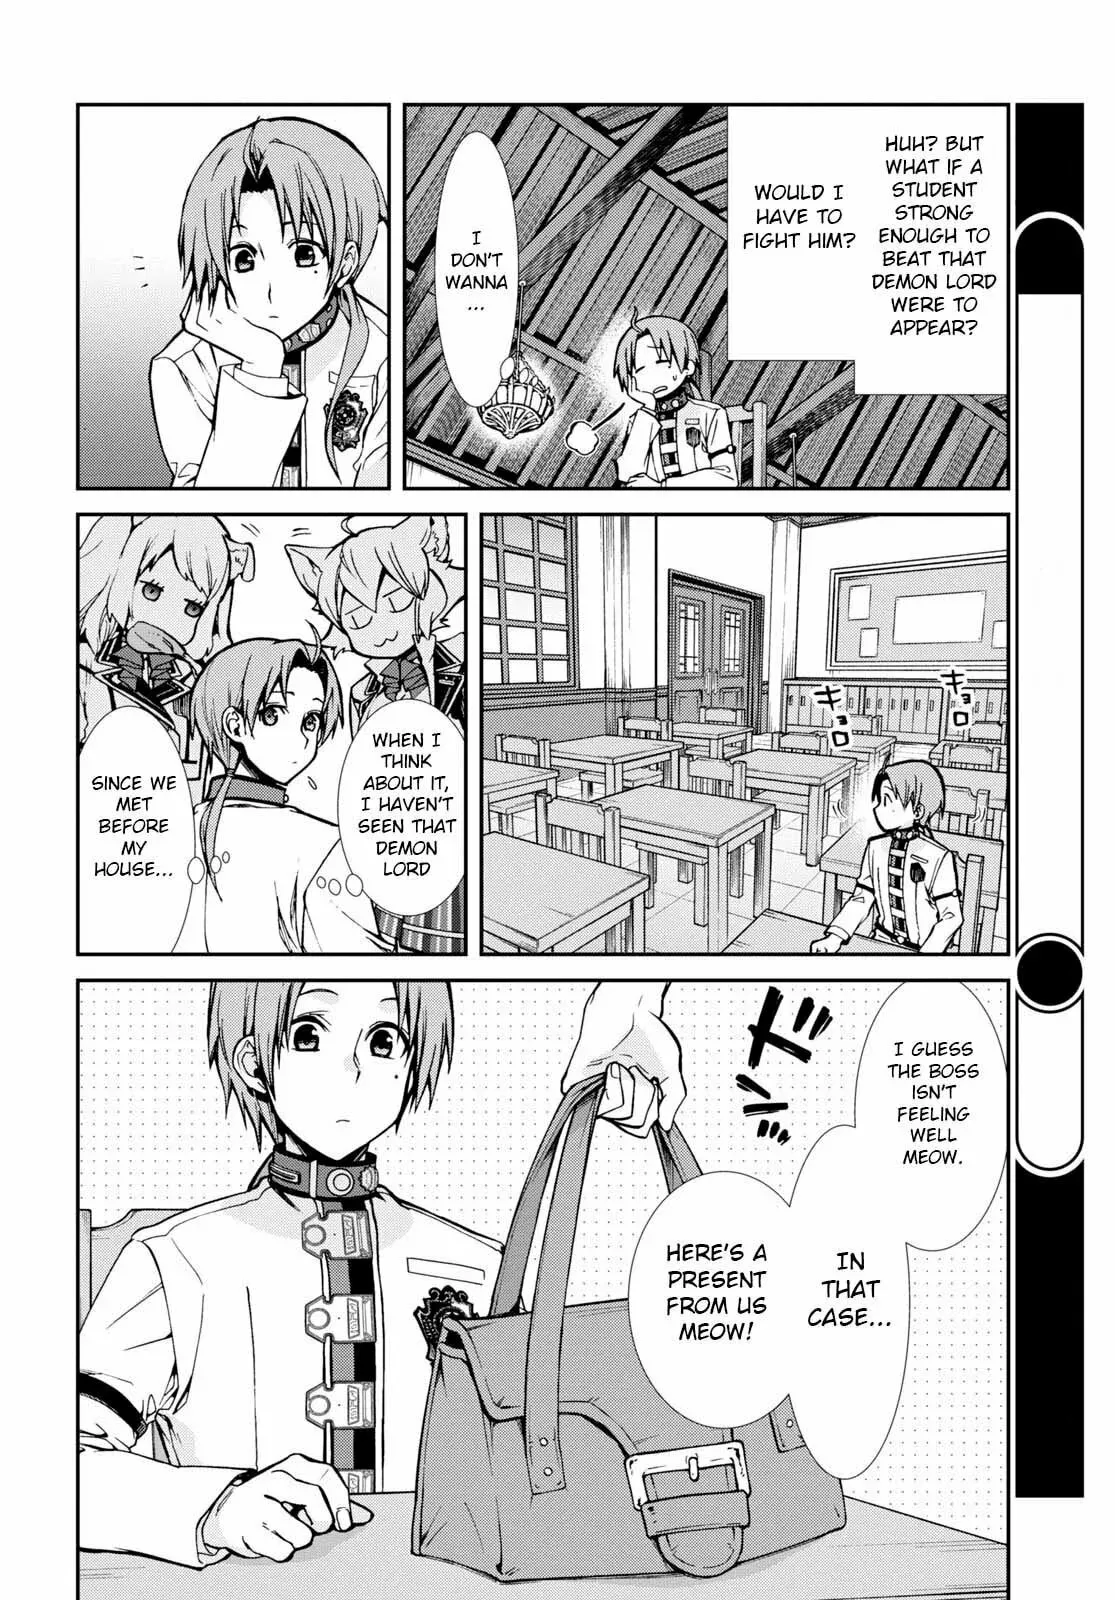 HUH? BUT
WHAT IF A
STUDENT
STRONG
ENOUGH TO
BEAT THAT
DEMON LORD
WERE TO
APPEAR?
WOULD I
HAVE TO
FIGHT HIM?
I
DON'T
WANNA
...
キョロ
キョロ
WHEN I
THINK
ABOUT IT,
I HAVEN'T
SEEN THAT
DEMON
LORD
SINCE WE
MET
BEFORE
MY
HOUSE...
I GUESS
THE BOSS
ISN'T
FEELING
WELL
MEOW.
IN
THAT
CASE...
HERE'S A
PRESENT
FROM US
MEOW!
ドン